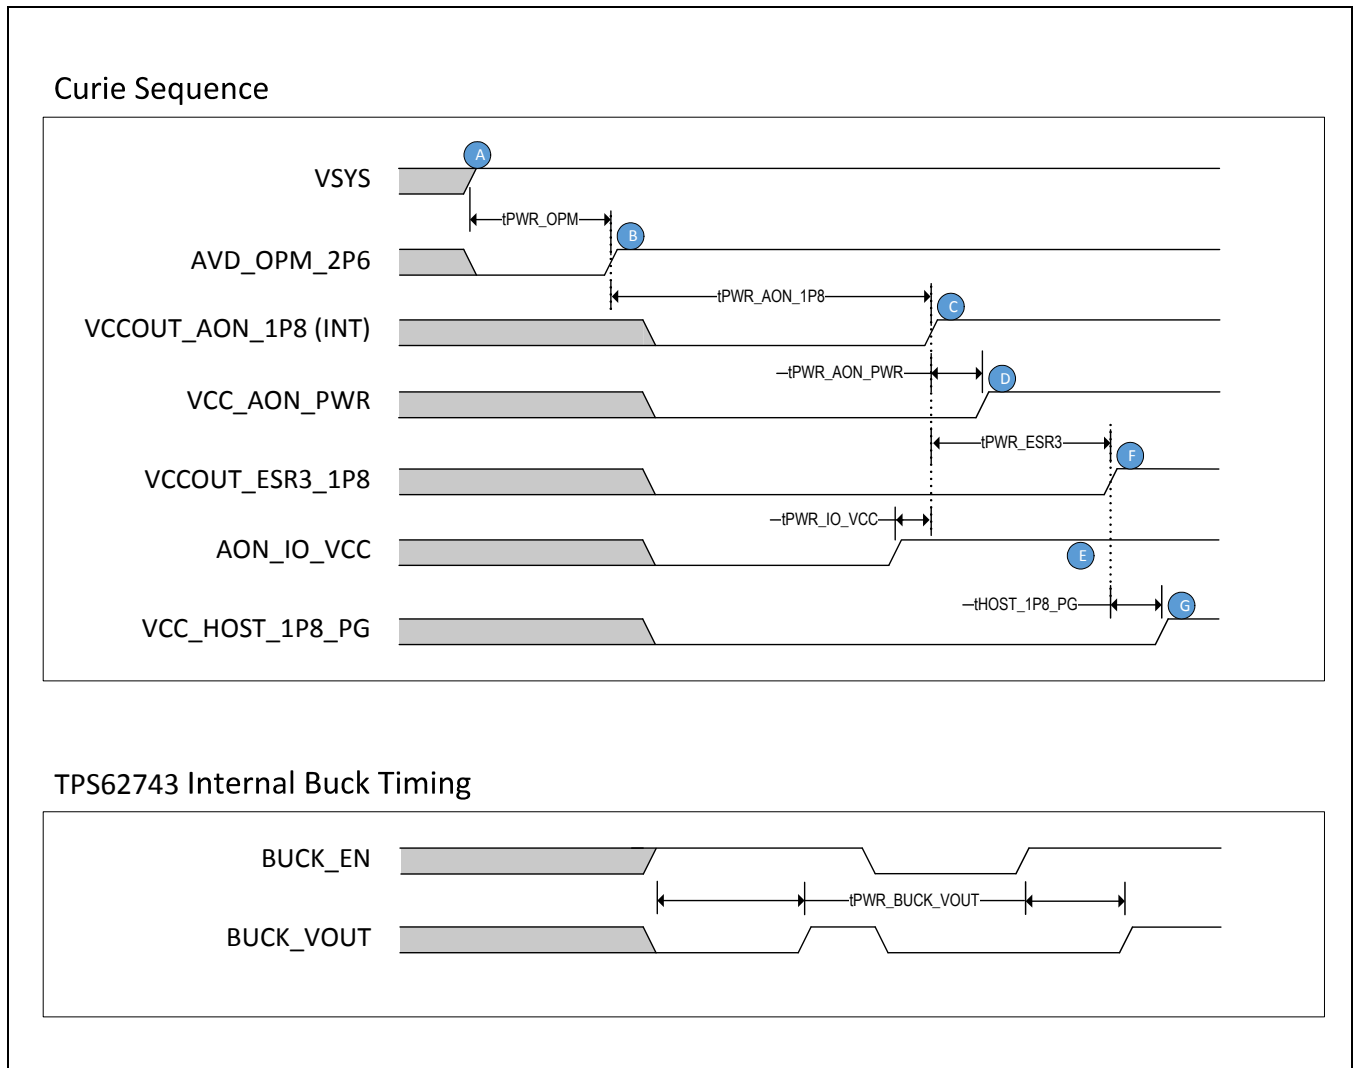 Curie Sequence
A
VSYS
tPWR_OPM
B
AVD_OPM_2P6
tPWR_AON_1P8
C
VCCOUT_AON_1P8 (INT)
tPWR_AON_PWR
D
VCC_AON_PWR
tPWR_ESR3
F
VCCOUT_ESR3_1P8
tPWR_IO_VCC
AON_IO_VCC
E
tHOST_1P8_PG
G
VCC_HOST_1P8_PG
TPS62743 Internal Buck Timing
BUCK_EN
tPWR_BUCK_VOUT
BUCK_VOUT